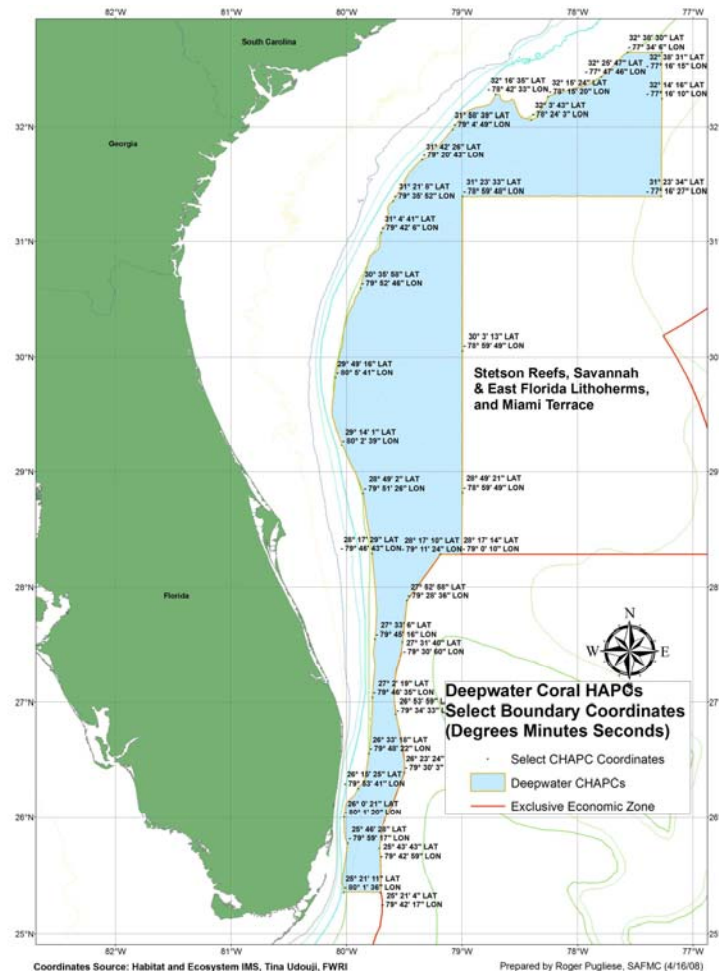 82°W 81°W 80°W 79°W 78°W 77°W
South Carolina
Georgia
Florida
32°N
31°N
30°N
29°N
28°N
27°N
26°N
25°N
32° 38' 30" LAT
77° 34' 6" LON
32° 38' 31" LAT
77° 16' 15" LON
32° 25' 47" LAT
77° 47' 46" LON
32° 16' 35" LAT
78° 42' 33" LON
32° 15' 24" LAT
78° 15' 20" LON
32° 14' 16" LAT
77° 16' 10" LON
32° 3' 43" LAT
78° 24' 3" LON
31° 58' 39" LAT
79° 4' 49" LON
31° 42' 26" LAT
79° 20' 43" LON
31° 23' 33" LAT
78° 59' 48" LON
31° 23' 34" LAT
77° 16' 27" LON
31° 21' 8" LAT
79° 35' 52" LON
31° 4' 41" LAT
79° 42' 6" LON
30° 35' 58" LAT
79° 52' 46" LON
30° 3' 13" LAT
78° 59' 49" LON
Stetson Reefs, Savannah
& East Florida Lithoherms,
and Miami Terrace
29° 49' 16" LAT
80° 5' 41" LON
29° 14' 1" LAT
80° 2' 39" LON
28° 49' 2" LAT
79° 51' 26" LON
28° 49' 21" LAT
78° 59' 49" LON
28° 17' 29" LAT
79° 46' 43" LON
28° 17' 10" LAT
79° 11' 24" LON
28° 17' 14" LAT
79° 0' 10" LON
27° 52' 58" LAT
79° 28' 36" LON
27° 33' 6" LAT
79° 45' 16" LON
27° 31' 40" LAT
79° 30' 60" LON
27° 2' 19" LAT
79° 46' 35" LON
26° 53' 59" LA
79° 34' 33" LO
26° 33' 18" LAT
79° 48' 22" LON
26° 23' 24"
79° 30' 3"
26° 15' 25" LAT
79° 53' 41" LON
26° 0' 21" LAT
80° 1' 20" LON
25° 46' 28" LAT
79° 59' 17" LON
25° 43' 43" LAT
79° 42' 59" LON
25° 21' 11" LAT
80° 1' 36" LON
25° 21' 4" LAT
79° 42' 17" LON
N
W E
S
Deepwater Coral HAPCs
Select Boundary Coordinates
(Degrees Minutes Seconds)
Select CHAPC Coordinates
Deepwater CHAPCs
Exclusive Economic Zone
82°W 81°W 80°W 79°W 78°W 77°W
Coordinates Source: Habitat and Ecosystem IMS, Tina Udouji, FWRI
Prepared by Roger Pugliese, SAFMC (4/16/08)